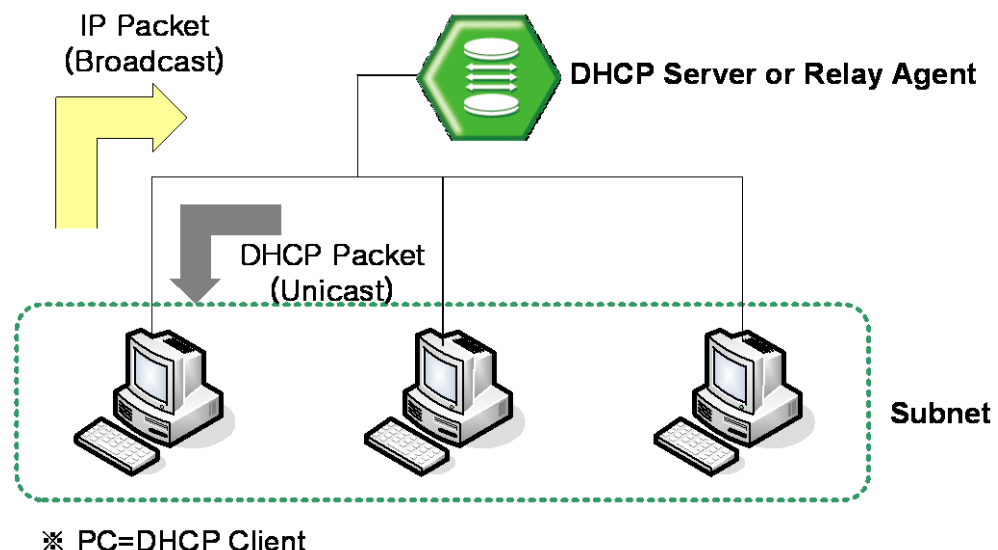 IP Packet
(Broadcast)
DHCP Server or Relay Agent
DHCP Packet
(Unicast)
Subnet
※ PC=DHCP Client